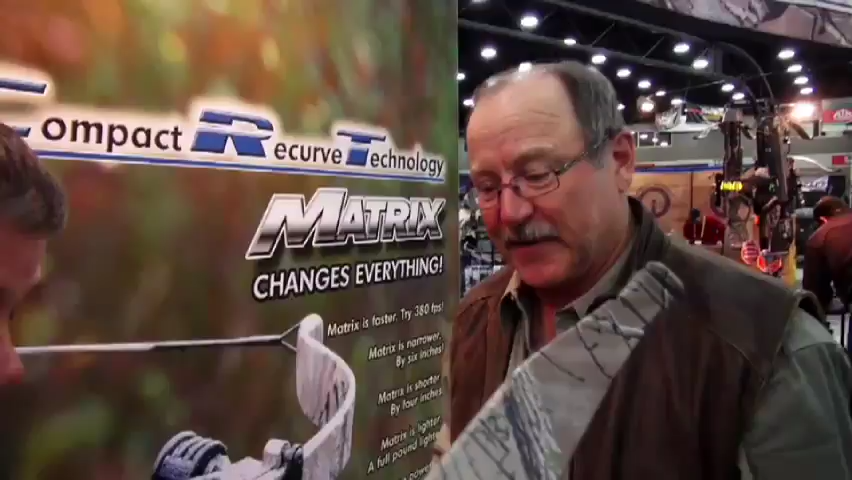 Compact Recurve Technology
MATRIX
CHANGES EVERYTHING!
Matrix is faster. Try 380 fps!
Matrix is narrower.
By six inches!
Matrix is shorter
By four inches
Matrix is lighter
A full pound lighter